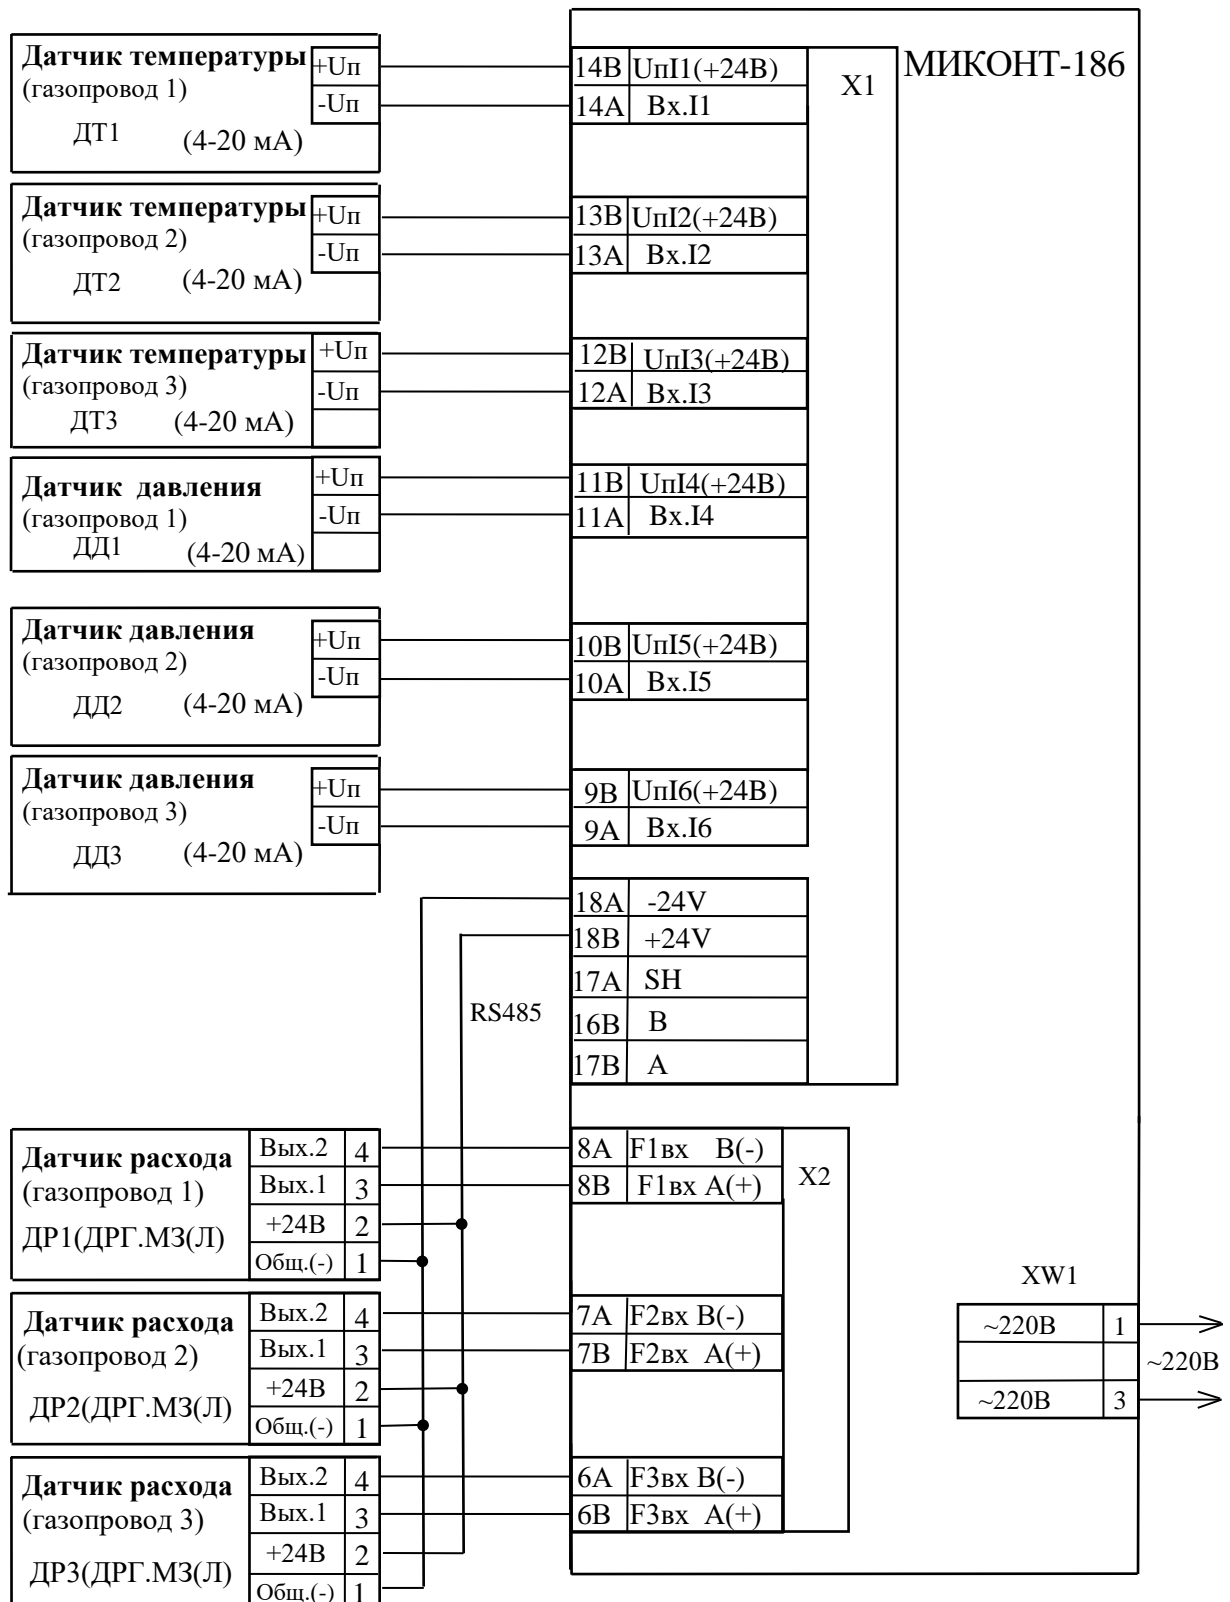 МИКОНТ-186
Датчик температуры
(газопровод 1)
ДТ1 (4-20 мА)
+Uп
-Uп
14В UпI1(+24В)
14А Вх.I1
X1
Датчик температуры
(газопровод 2)
ДТ2 (4-20 мА)
+Uп
-Uп
13В UпI2(+24В)
13А Вх.I2
Датчик температуры
(газопровод 3)
ДТ3 (4-20 мА)
+Uп
-Uп
12В UпI3(+24В)
12А Вх.I3
Датчик давления
(газопровод 1)
ДД1 (4-20 мА)
+Uп
-Uп
11В UпI4(+24В)
11А Вх.I4
Датчик давления
(газопровод 2)
ДД2 (4-20 мА)
+Uп
-Uп
10В UпI5(+24В)
10А Вх.I5
Датчик давления
(газопровод 3)
ДД3 (4-20 мА)
+Uп
-Uп
9В UпI6(+24В)
9А Вх.I6
18А -24V
18В +24V
17А SH
16В B
17В A
RS485
Датчик расхода
(газопровод 1)
ДР1(ДРГ.МЗ(Л)
Вых.2 4
Вых.1 3
+24В 2
Общ.(-) 1
8А F1вх В(-)
8В F1вх А(+)
X2
Датчик расхода
(газопровод 2)
ДР2(ДРГ.МЗ(Л)
Вых.2 4
Вых.1 3
+24В 2
Общ.(-) 1
7А F2вх В(-)
7В F2вх А(+)
XW1
~220В 1
~220В
~220В 3
Датчик расхода
(газопровод 3)
ДР3(ДРГ.МЗ(Л)
Вых.2 4
Вых.1 3
+24В 2
Общ.(-) 1
6А F3вх В(-)
6В F3вх А(+)